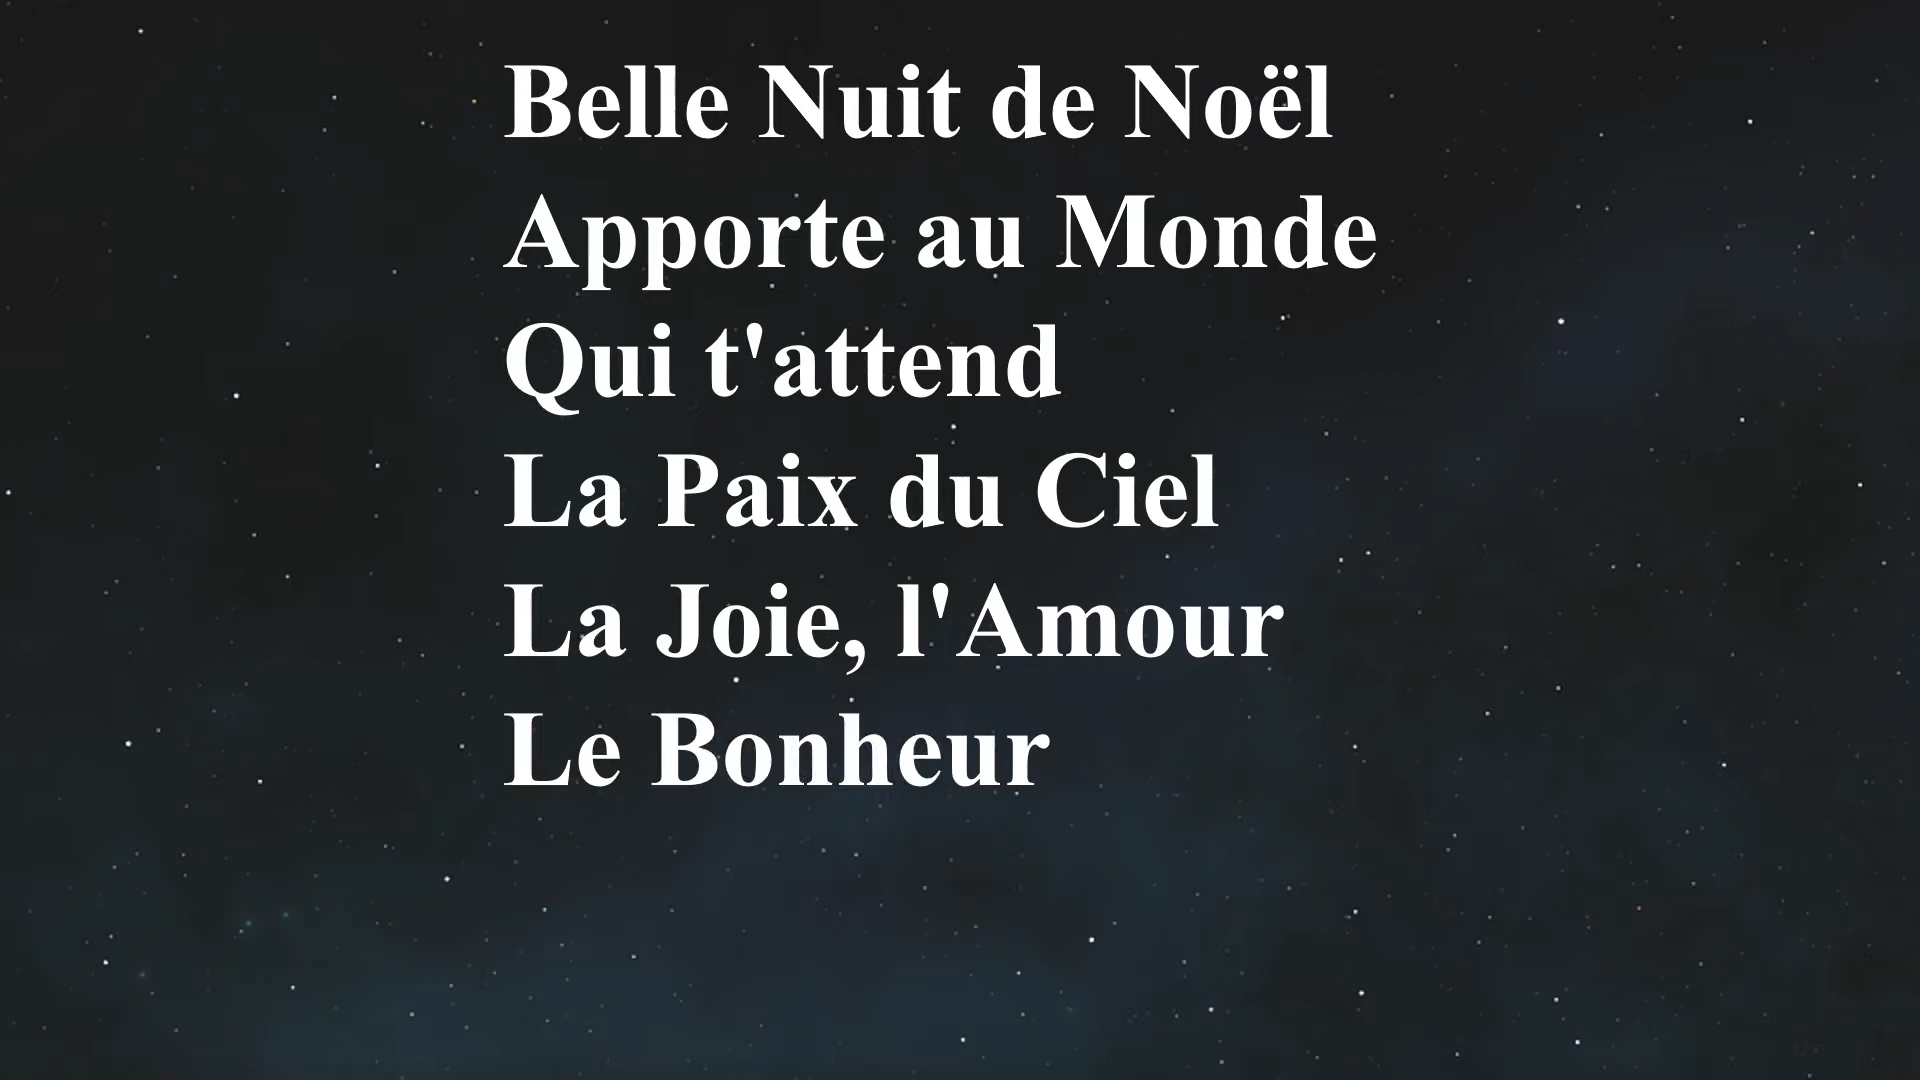 Belle Nuit de Noël
Apporte au Monde
Qui t'attend
La Paix du Ciel
La Joie, l'Amour
Le Bonheur